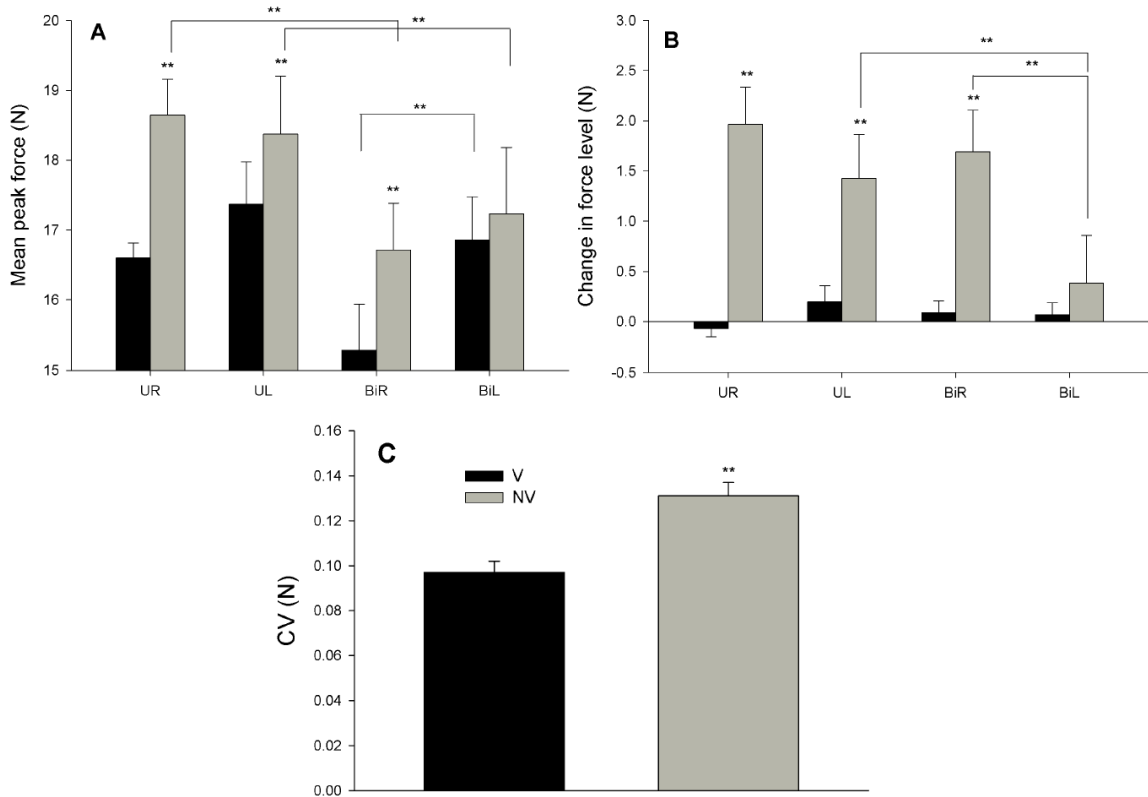 A
Mean peak force (N)
20
19
18
17
16
15
**
**
**
**
**
**
UR
UL
BiR
BiL
B
Change in force level (N)
3.0
2.5
2.0
1.5
1.0
0.5
0.0
-0.5
**
**
**
**
**
UR
UL
BiR
BiL
C
CV (N)
0.16
0.14
0.12
0.10
0.08
0.06
0.04
0.02
0.00
V
NV
**